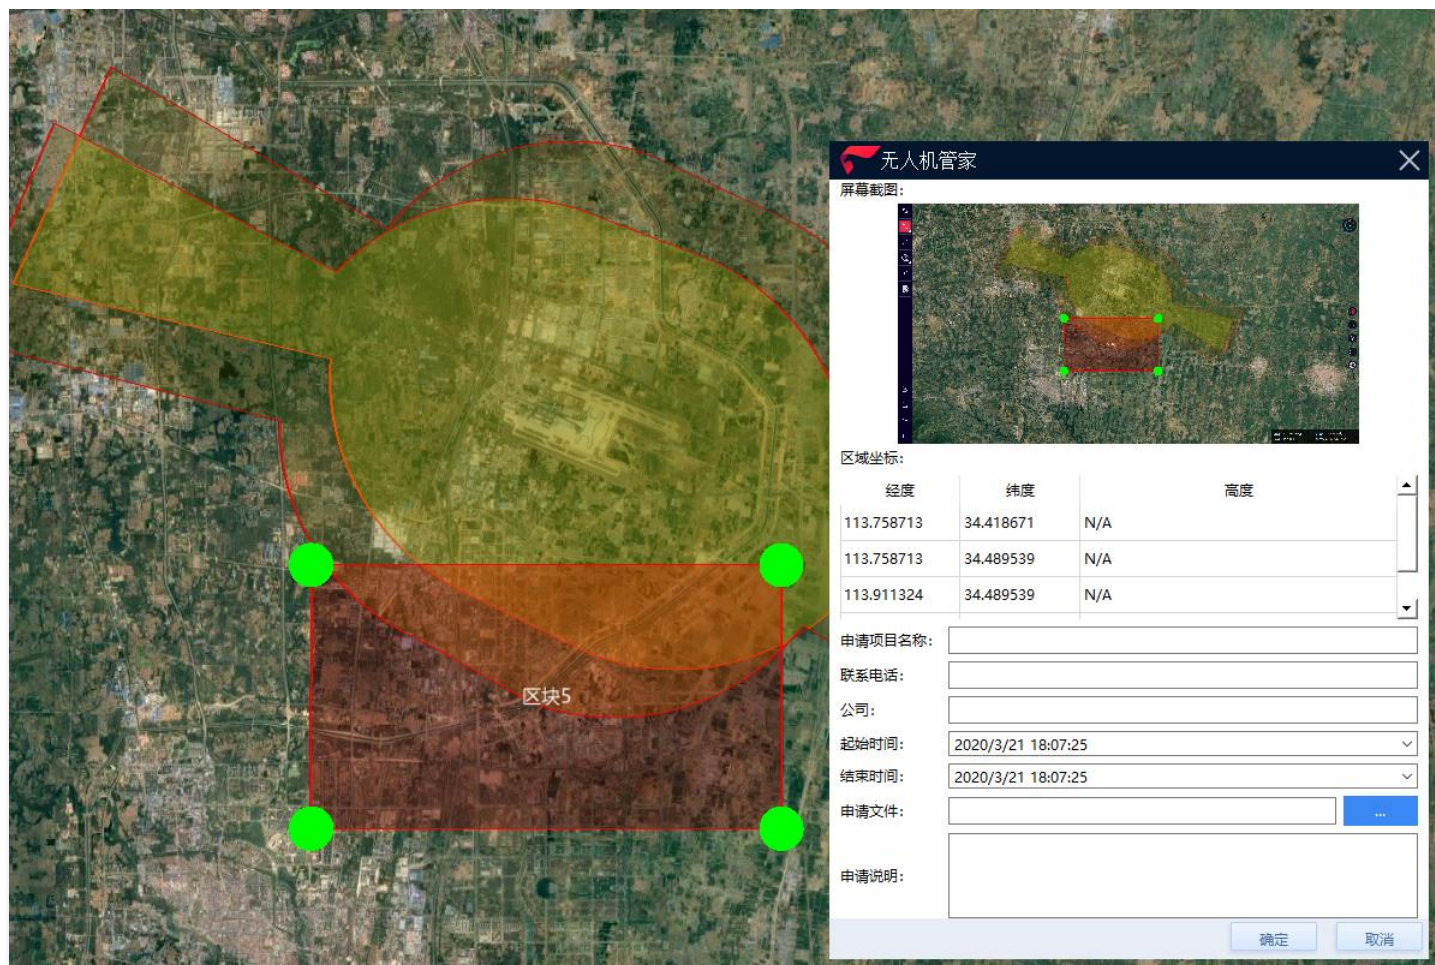 无人机管家
屏幕截图:
区域坐标:
经度 纬度 高度
113.758713 34.418671 N/A
113.758713 34.489539 N/A
113.911324 34.489539 N/A
申请项目名称:
联系电话:
公司:
起始时间: 2020/3/21 18:07:25
结束时间: 2020/3/21 18:07:25
申请文件: ...
申请说明:
确定 取消
区块5